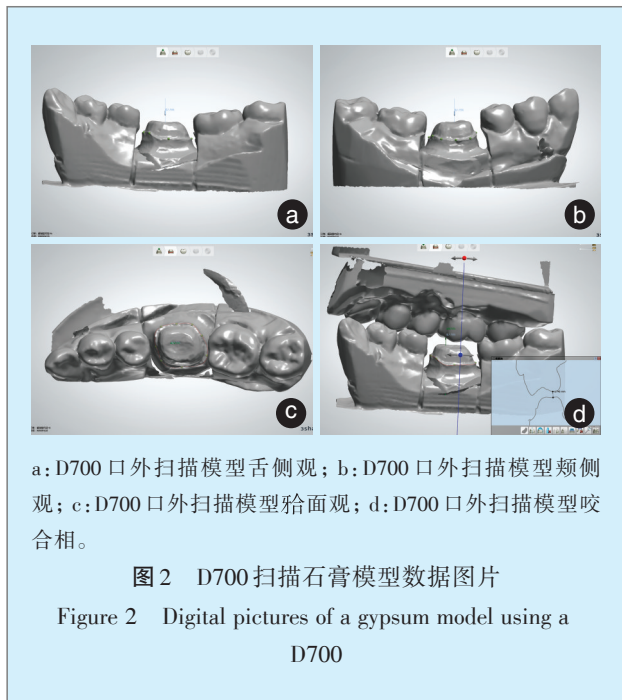 a
b
c
d
a:D700口外扫描模型舌侧观；b:D700口外扫描模型颊侧
观；c:D700口外扫描模型𬌗面观；d:D700口外扫描模型咬
合相。
图2 D700扫描石膏模型数据图片
Figure 2 Digital pictures of a gypsum model using a
D700